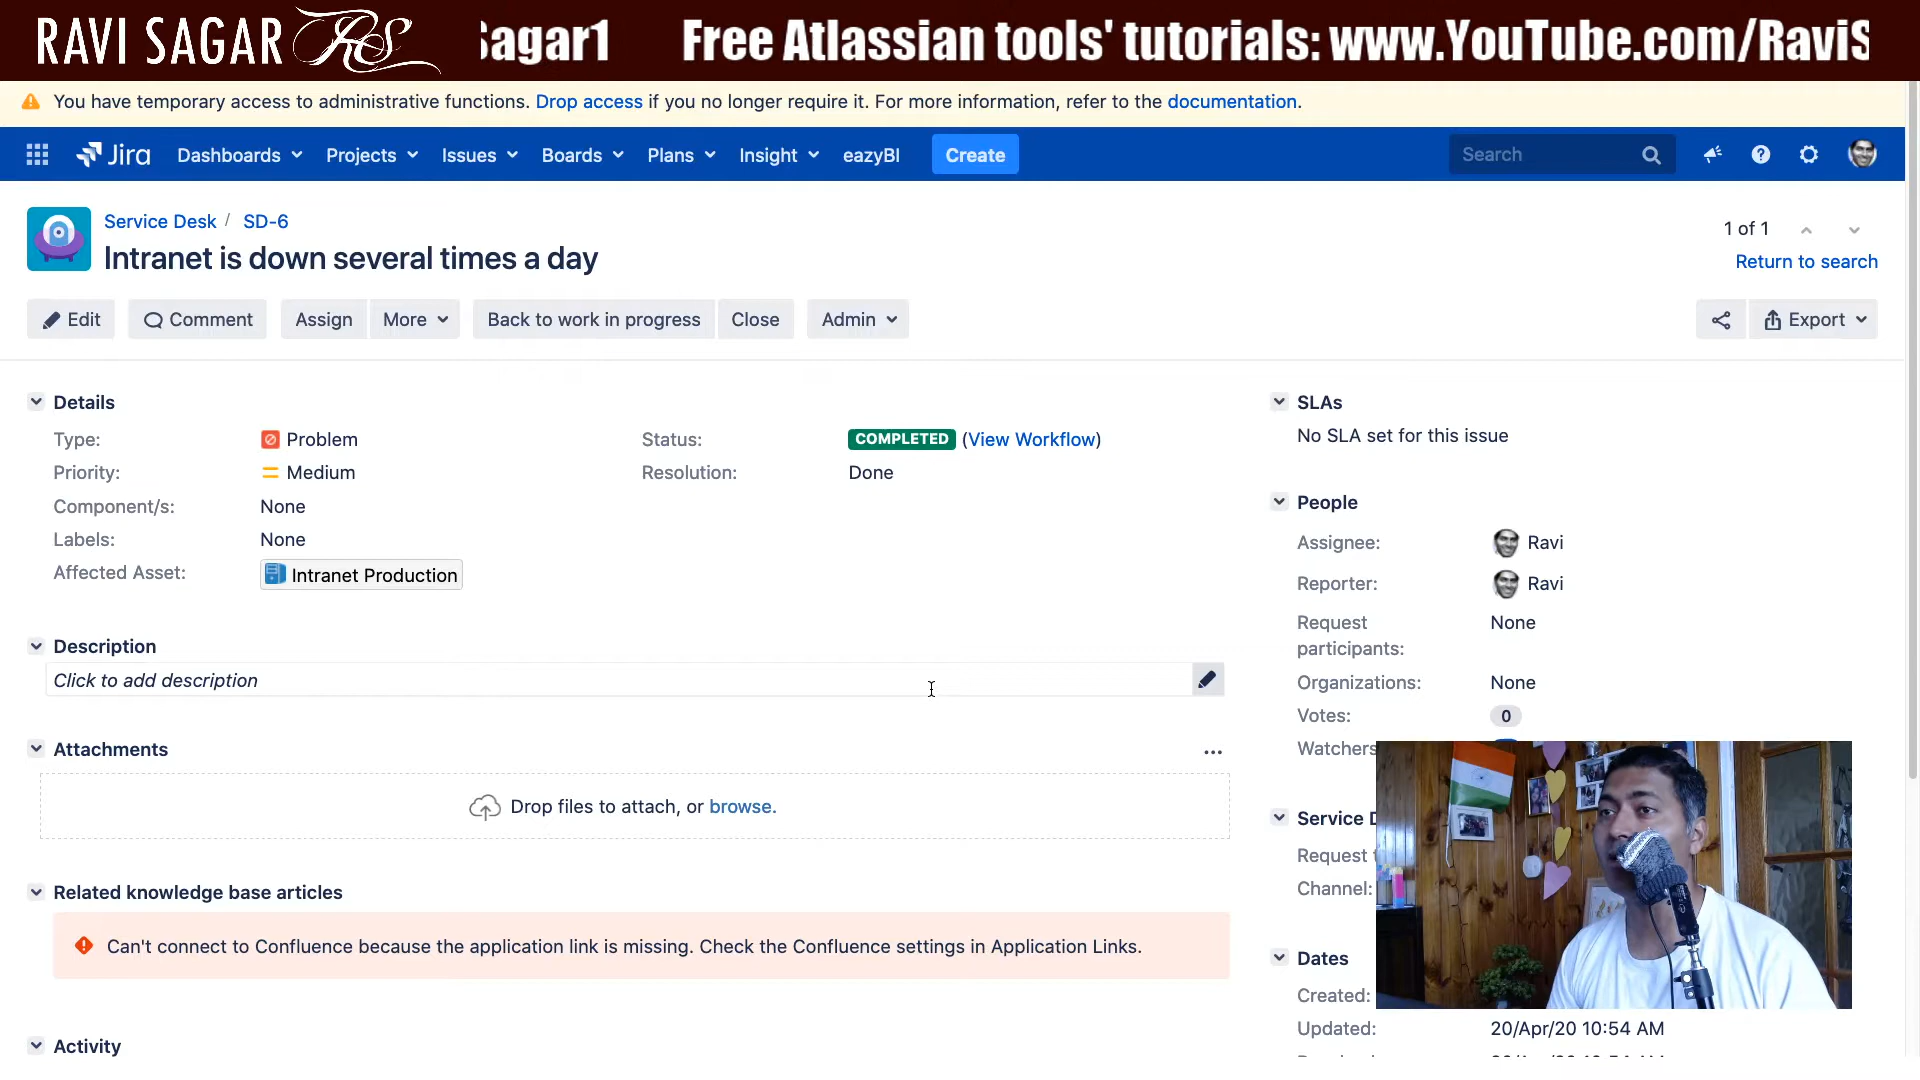 RAVI SAGAR RS
Sagar1 Free Atlassian tools' tutorials: www.YouTube.com/RaviS
You have temporary access to administrative functions. Drop access if you no longer require it. For more information, refer to the documentation.
Jira Dashboards Projects Issues Boards Plans Insight eazyBI Create Search
Service Desk / SD-6
Intranet is down several times a day
1 of 1
Return to search
Edit Comment Assign More Back to work in progress Close Admin Export
Details
Type: Problem
Priority: Medium
Component/s: None
Labels: None
Affected Asset: Intranet Production
Status: COMPLETED (View Workflow)
Resolution: Done
Description
Click to add description
Attachments
Drop files to attach, or browse.
Related knowledge base articles
Can't connect to Confluence because the application link is missing. Check the Confluence settings in Application Links.
Activity
SLAs
No SLA set for this issue
People
Assignee: Ravi
Reporter: Ravi
Request participants: None
Organizations: None
Votes: 0
Watchers
Service
Request
Channel:
Dates
Created:
Updated: 20/Apr/20 10:54 AM